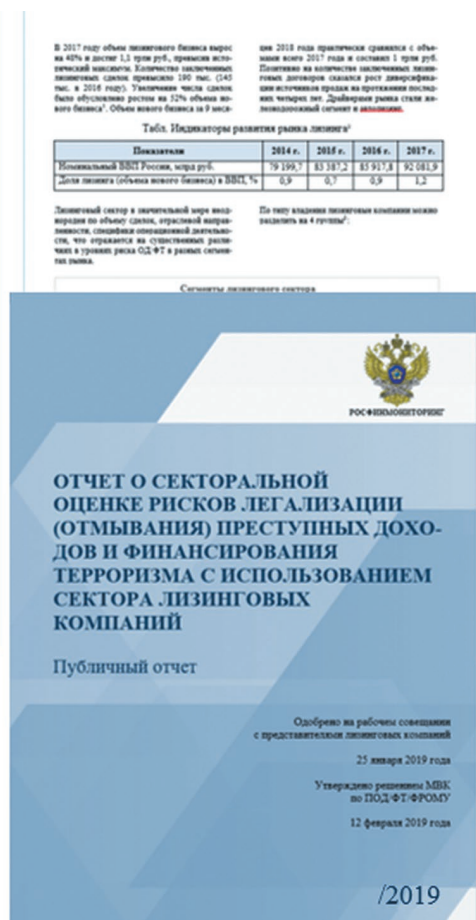 В 2017 году объем лизингового бизнеса вырос
на 48% и достиг 1,1 трлн руб., превысив исто-
рический максимум. Количество заключенных
лизинговых сделок превысило 190 тыс. (145
тыс. в 2016 году). Увеличение числа сделок
было обусловлено ростом на 52% объема но-
вого бизнеса¹. Объем нового бизнеса за 9 меся-
цев 2018 года практически сравнялся с объе-
мами всего 2017 года и составил 1 трлн руб.
Позитивно на количестве заключенных лизин-
говых договоров сказался рост диверсифика-
ции источников продаж на протяжении послед-
них четырех лет. Драйверами рынка стали же-
лезнодорожный сегмент и автолизинг.
Табл. Индикаторы развития рынка лизинга²
Показатели 2014 г. 2015 г. 2016 г. 2017 г.
Номинальный ВВП России, млрд руб. 79 199,7 83 387,2 85 917,8 92 081,9
Доля лизинга (объема нового бизнеса) в ВВП, % 0,9 0,7 0,9 1,2
Лизинговый сектор в значительной мере неод-
нороден по объему сделок, отраслевой направ-
ленности, специфики операционной деятельно-
сти, что отражается на существенных разли-
чиях в уровнях риска ОД/ФТ в разных сегмен-
тах рынка.
По типу владения лизинговые компании можно
разделить на 4 группы³:
Сегменты лизингового сектора
РОСФИНМОНИТОРИНГ
ОТЧЕТ О СЕКТОРАЛЬНОЙ
ОЦЕНКЕ РИСКОВ ЛЕГАЛИЗАЦИИ
(ОТМЫВАНИЯ) ПРЕСТУПНЫХ ДОХО-
ДОВ И ФИНАНСИРОВАНИЯ
ТЕРРОРИЗМА С ИСПОЛЬЗОВАНИЕМ
СЕКТОРА ЛИЗИНГОВЫХ
КОМПАНИЙ
Публичный отчет
Одобрено на рабочем совещании
с представителями лизинговых компаний
25 января 2019 года
Утверждено решением МВК
по ПОД/ФТ/ФРОМУ
12 февраля 2019 года
/2019